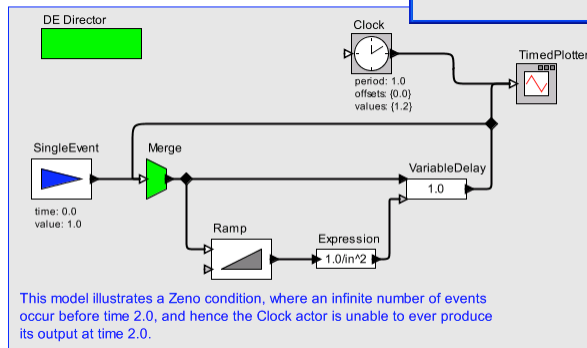 DE Director
Clock
TimedPlotter
period: 1.0
offsets: {0.0}
values: {1.2}
SingleEvent
Merge
VariableDelay
1.0
time: 0.0
value: 1.0
Ramp
Expression
1.0/in^2
This model illustrates a Zeno condition, where an infinite number of events
occur before time 2.0, and hence the Clock actor is unable to ever produce
its output at time 2.0.